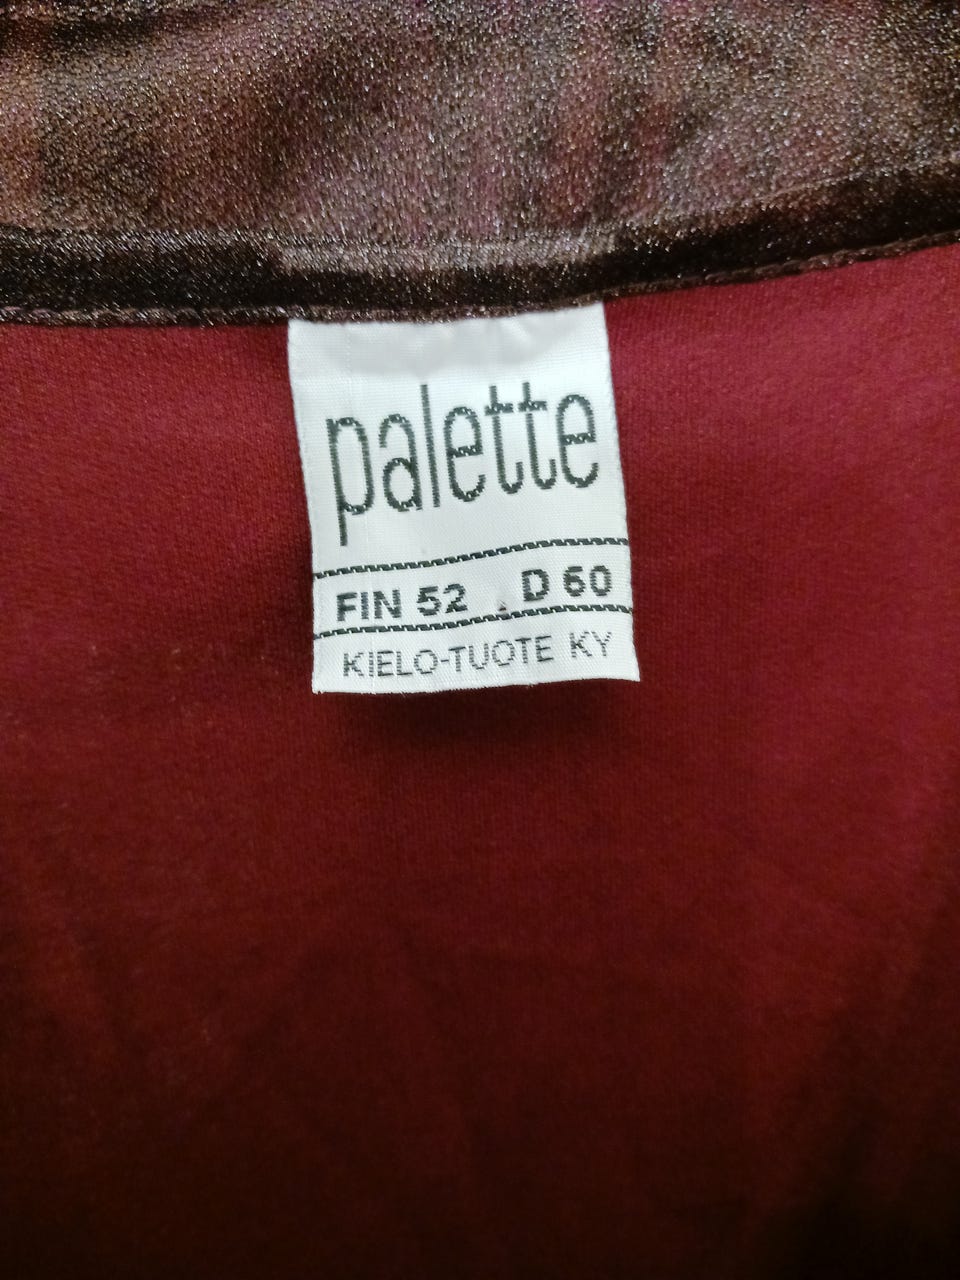 palette
FIN 52 D 60
KIELO-TUOTE KY